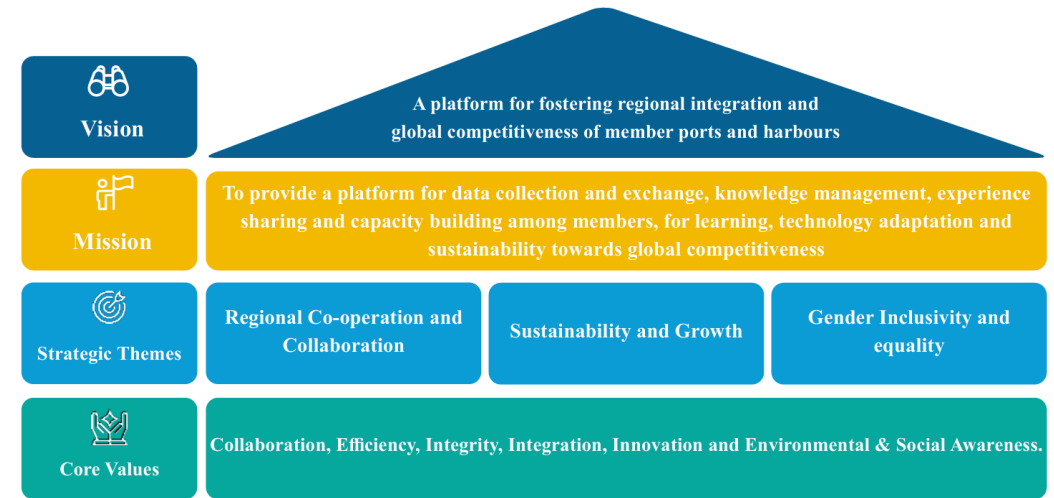 Vision
A platform for fostering regional integration and
global competitiveness of member ports and harbours
Mission
To provide a platform for data collection and exchange, knowledge management, experience
sharing and capacity building among members, for learning, technology adaptation and
sustainability towards global competitiveness
Strategic Themes
Regional Co-operation and
Collaboration
Sustainability and Growth
Gender Inclusivity and
equality
Core Values
Collaboration, Efficiency, Integrity, Integration, Innovation and Environmental & Social Awareness.